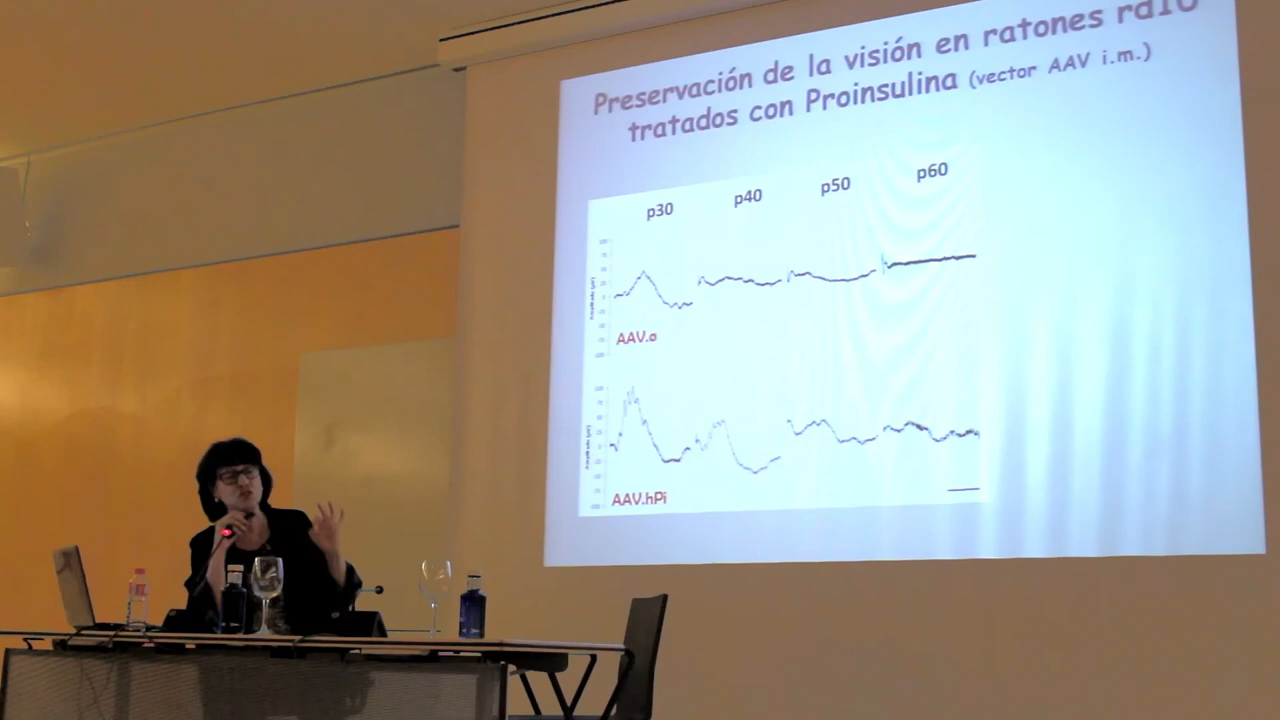 Preservación de la visión en ratones rd10
tratados con Proinsulina (vector AAV i.m.)
p30 p40 p50 p60
AAV.ø
AAV.hPi